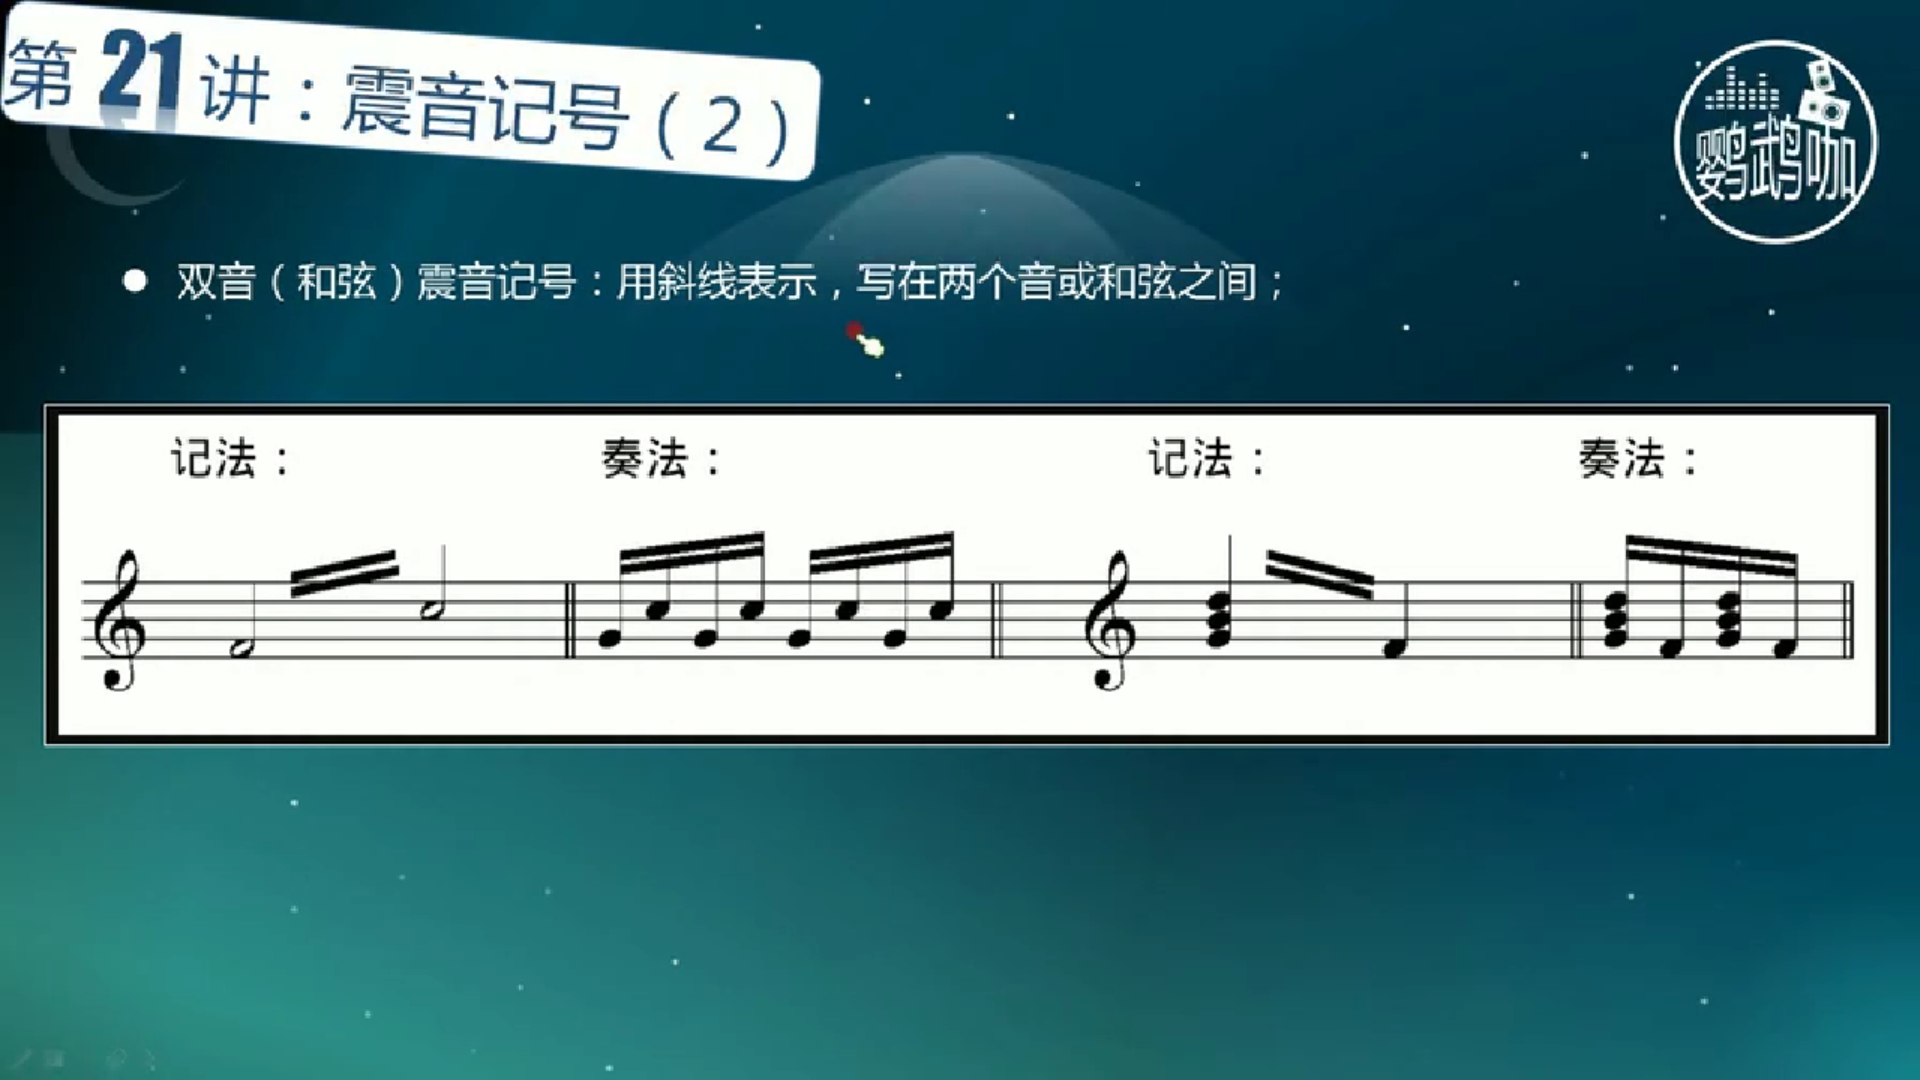 第21讲：震音记号（2）
鹦鹉咖
双音（和弦）震音记号：用斜线表示，写在两个音或和弦之间；
记法： 奏法： 记法： 奏法：